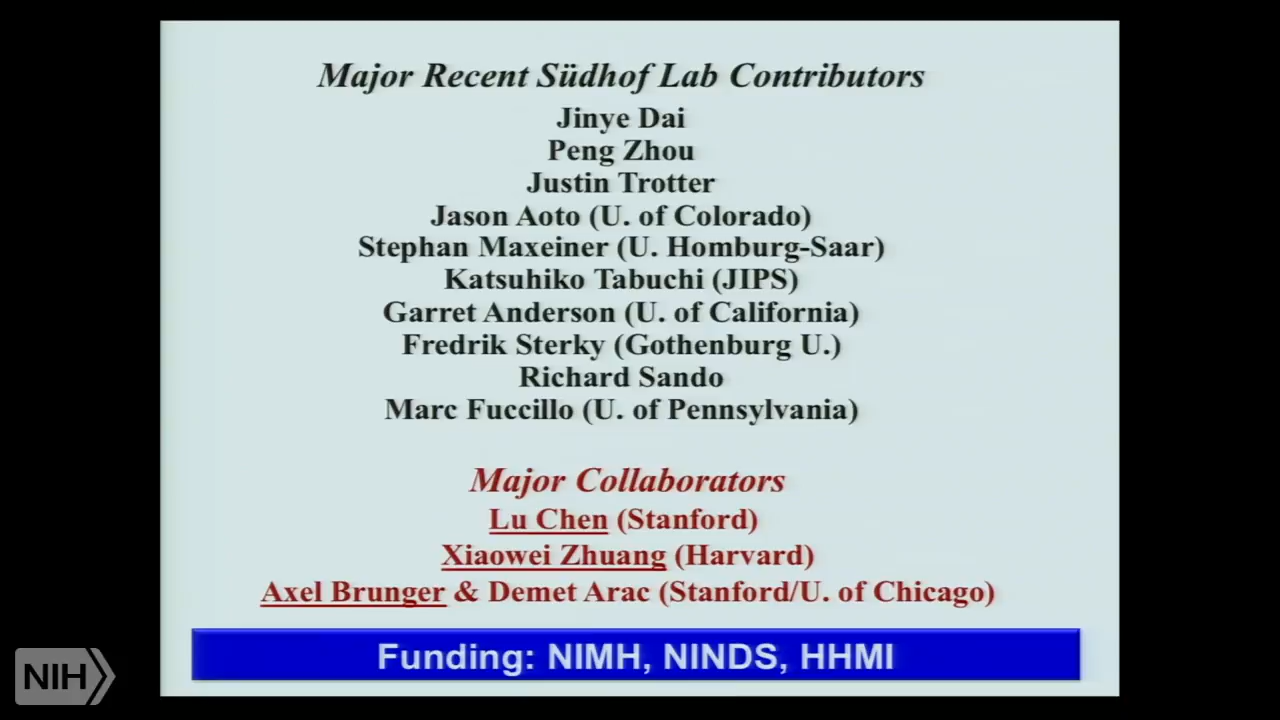 Major Recent Südhof Lab Contributors
Jinye Dai
Peng Zhou
Justin Trotter
Jason Aoto (U. of Colorado)
Stephan Maxeiner (U. Homburg-Saar)
Katsuhiko Tabuchi (JIPS)
Garret Anderson (U. of California)
Fredrik Sterky (Gothenburg U.)
Richard Sando
Marc Fuccillo (U. of Pennsylvania)
Major Collaborators
Lu Chen (Stanford)
Xiaowei Zhuang (Harvard)
Axel Brunger & Demet Arac (Stanford/U. of Chicago)
Funding: NIMH, NINDS, HHMI
NIH